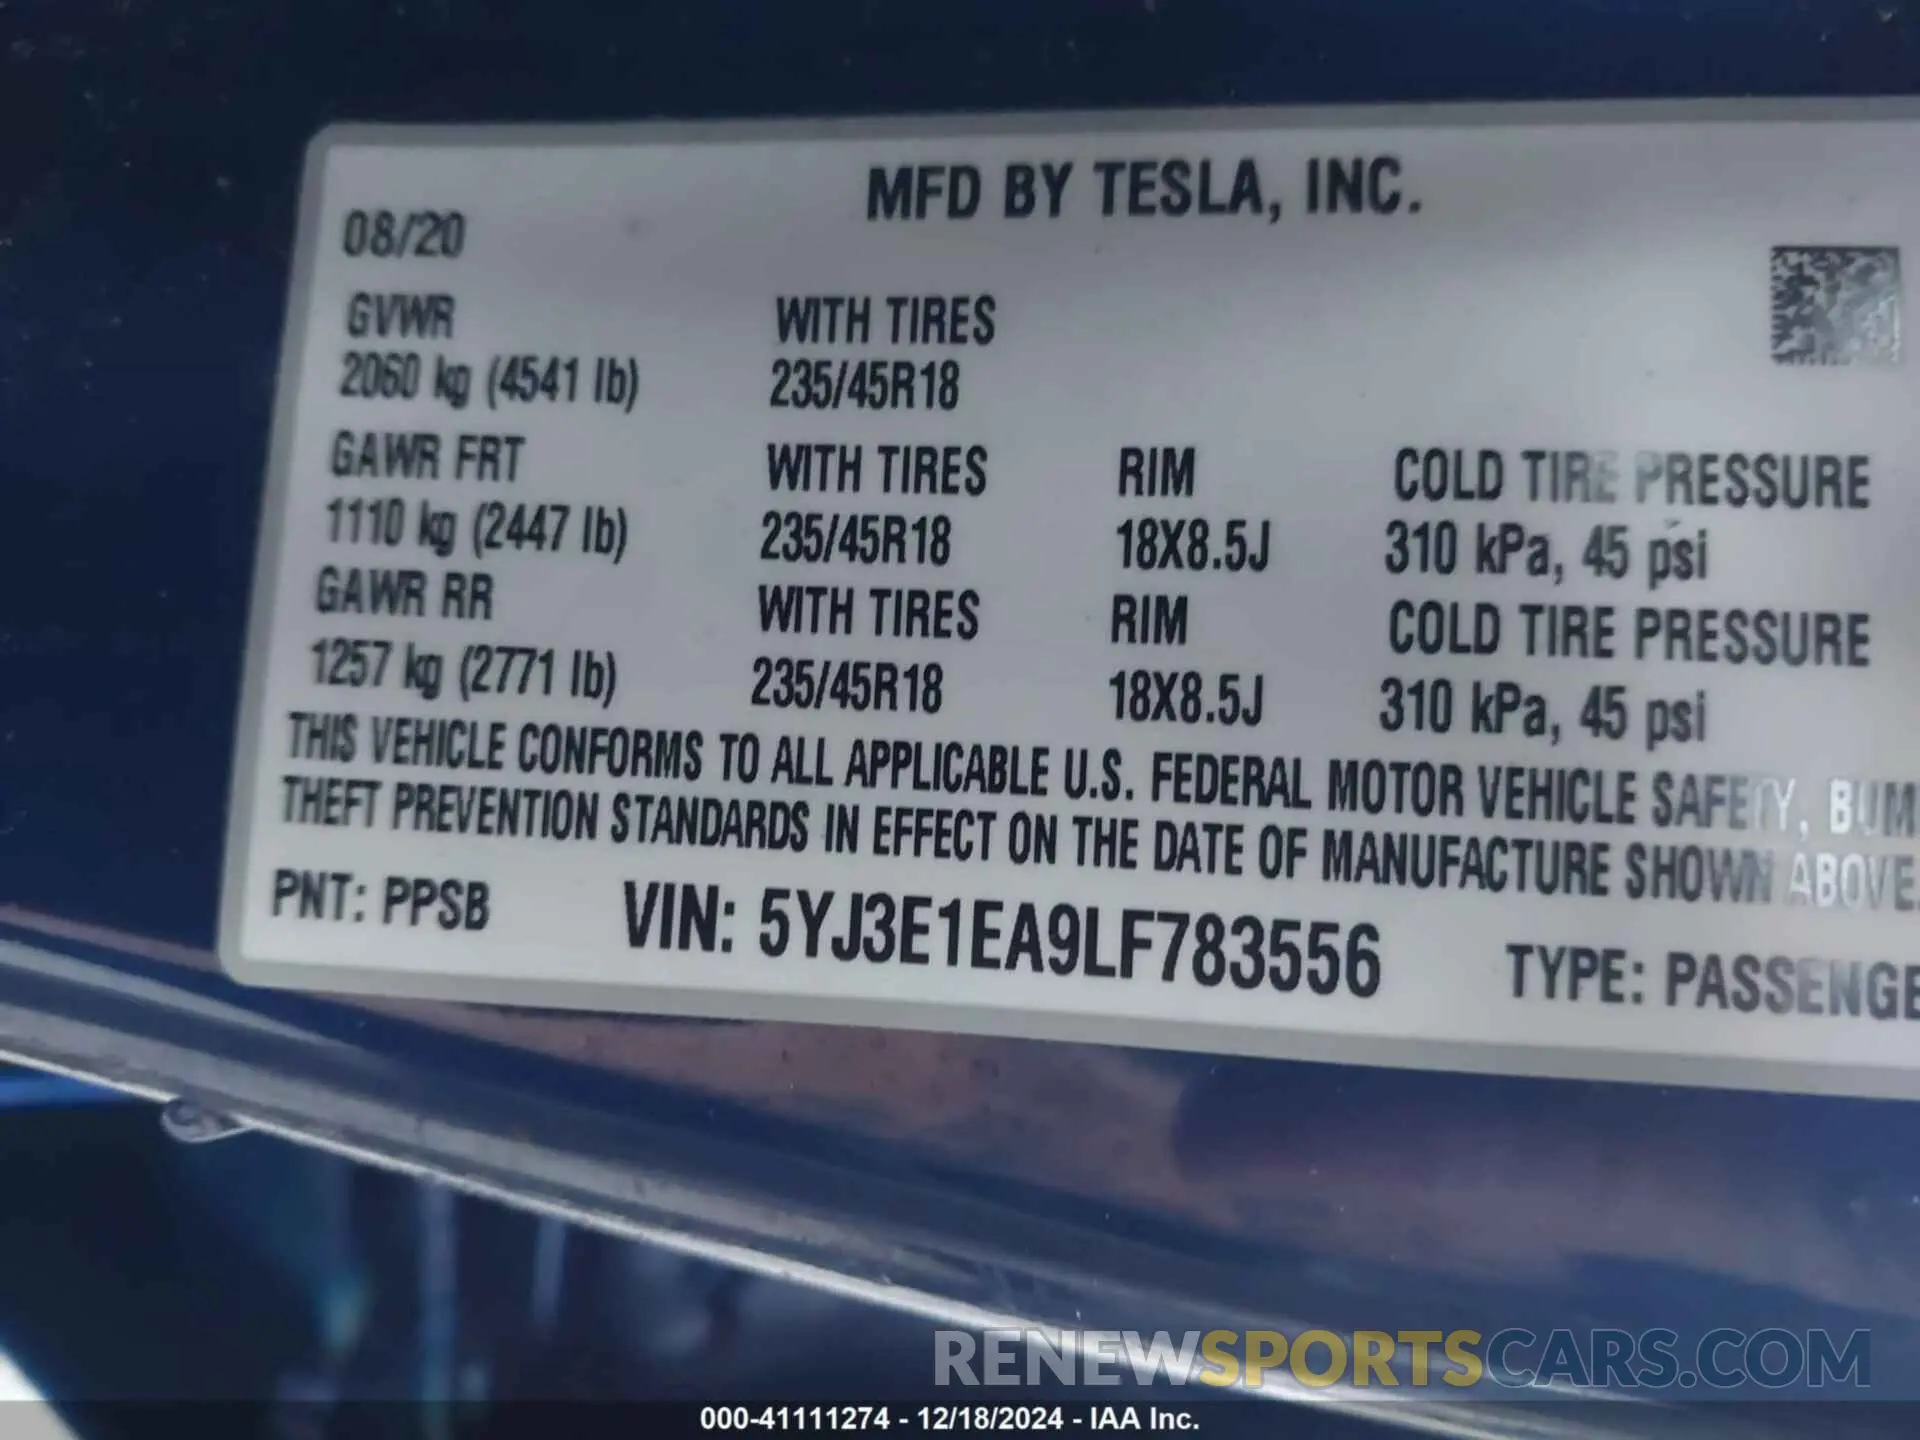 MFD BY TESLA, INC.
08/20
GVWR WITH TIRES
2060 kg (4541 lb) 235/45R18
GAWR FRT WITH TIRES RIM COLD TIRE PRESSURE
1110 kg (2447 lb) 235/45R18 18X8.5J 310 kPa, 45 psi
GAWR RR WITH TIRES RIM COLD TIRE PRESSURE
1257 kg (2771 lb) 235/45R18 18X8.5J 310 kPa, 45 psi
THIS VEHICLE CONFORMS TO ALL APPLICABLE U.S. FEDERAL MOTOR VEHICLE SAFETY, BUM
THEFT PREVENTION STANDARDS IN EFFECT ON THE DATE OF MANUFACTURE SHOWN ABOVE.
PNT: PPSB VIN: 5YJ3E1EA9LF783556 TYPE: PASSENGE
RENEWSPORTSCARS.COM
000-41111274 - 12/18/2024 - IAA Inc.